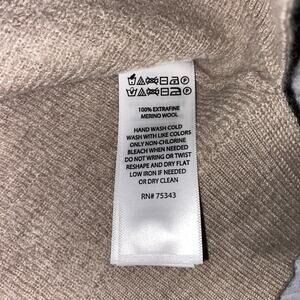 100% EXTRAFINE
MERINO WOOL
HAND WASH COLD
WASH WITH LIKE COLORS
ONLY NON-CHLORINE
BLEACH WHEN NEEDED
DO NOT WRING OR TWIST
RESHAPE AND DRY FLAT
LOW IRON IF NEEDED
OR DRY CLEAN
RN# 75343